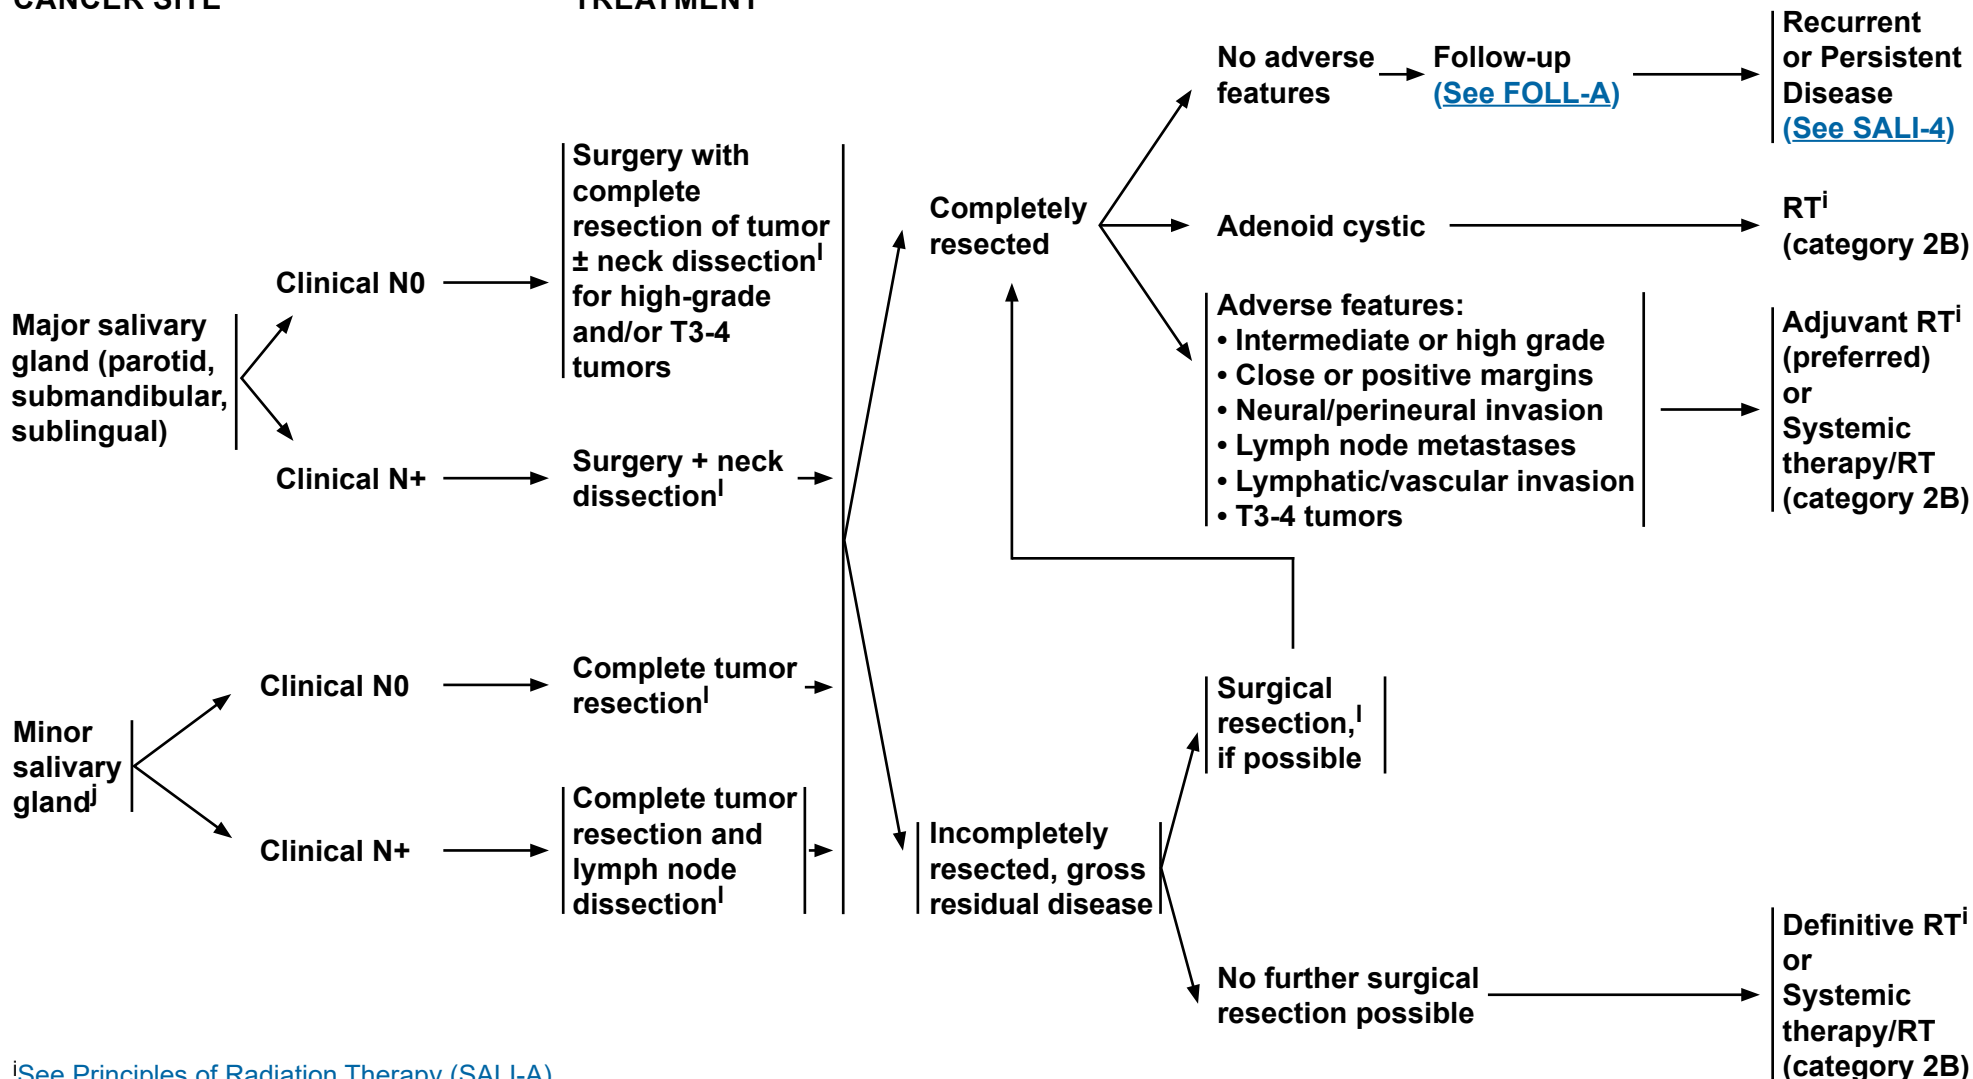 CANCER SITE
TREATMENT
Major salivary
gland (parotid,
submandibular,
sublingual)
Clinical N0
Surgery with
complete
resection of tumor
± neck dissectionl
for high-grade
and/or T3-4
tumors
Clinical N+
Surgery + neck
dissectionl
Minor
salivary
glandj
Clinical N0
Complete tumor
resectionl
Clinical N+
Complete tumor
resection and
lymph node
dissectionl
Completely
resected
No adverse
features
Follow-up
(See FOLL-A)
Recurrent
or Persistent
Disease
(See SALI-4)
Adenoid cystic
RTi
(category 2B)
Adverse features:
• Intermediate or high grade
• Close or positive margins
• Neural/perineural invasion
• Lymph node metastases
• Lymphatic/vascular invasion
• T3-4 tumors
Adjuvant RTi
(preferred)
or
Systemic
therapy/RT
(category 2B)
Incompletely
resected, gross
residual disease
Surgical
resection,l
if possible
No further surgical
resection possible
Definitive RTi
or
Systemic
therapy/RT
(category 2B)
iSee Principles of Radiation Therapy (SALI-A)